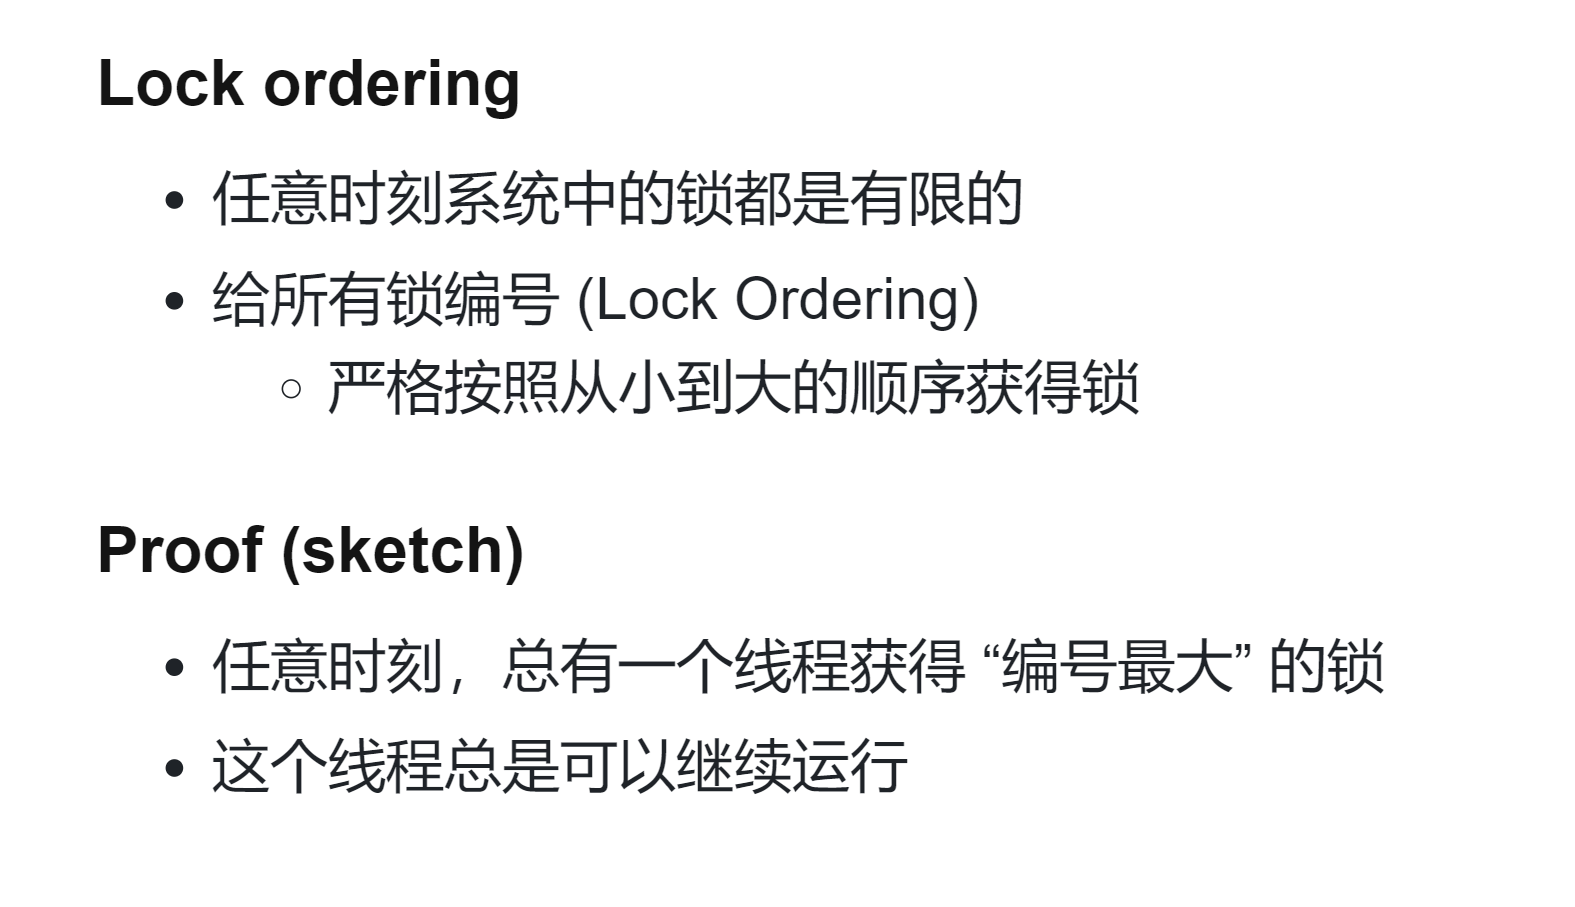 Lock ordering
任意时刻系统中的锁都是有限的
给所有锁编号 (Lock Ordering)
严格按照从小到大的顺序获得锁
Proof (sketch)
任意时刻，总有一个线程获得 “编号最大” 的锁
这个线程总是可以继续运行